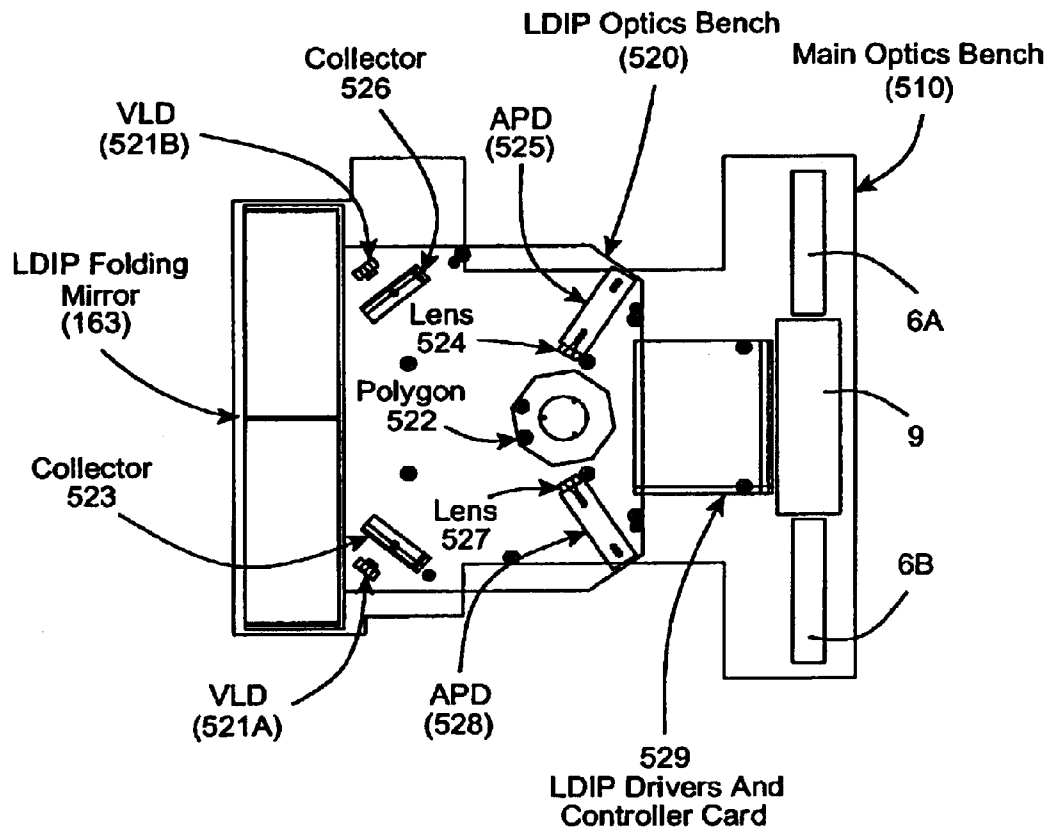 LDIP Optics Bench
(520)
Main Optics Bench
(510)
Collector
526
VLD
(521B)
APD
(525)
LDIP Folding
Mirror
(163)
Lens
524
6A
Polygon
522
9
Collector
523
Lens
527
6B
VLD
(521A)
APD
(528)
529
LDIP Drivers And
Controller Card